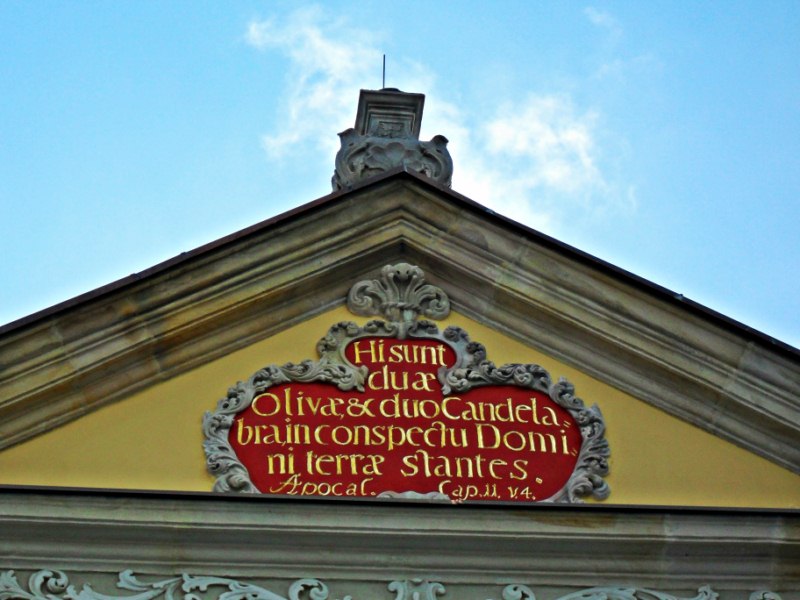 Hi sunt
duæ
Olivæ, & duo Candela„
bra, in conspectu Domi„
ni terræ stantes.
Apocal. Cap. 11. v. 4.